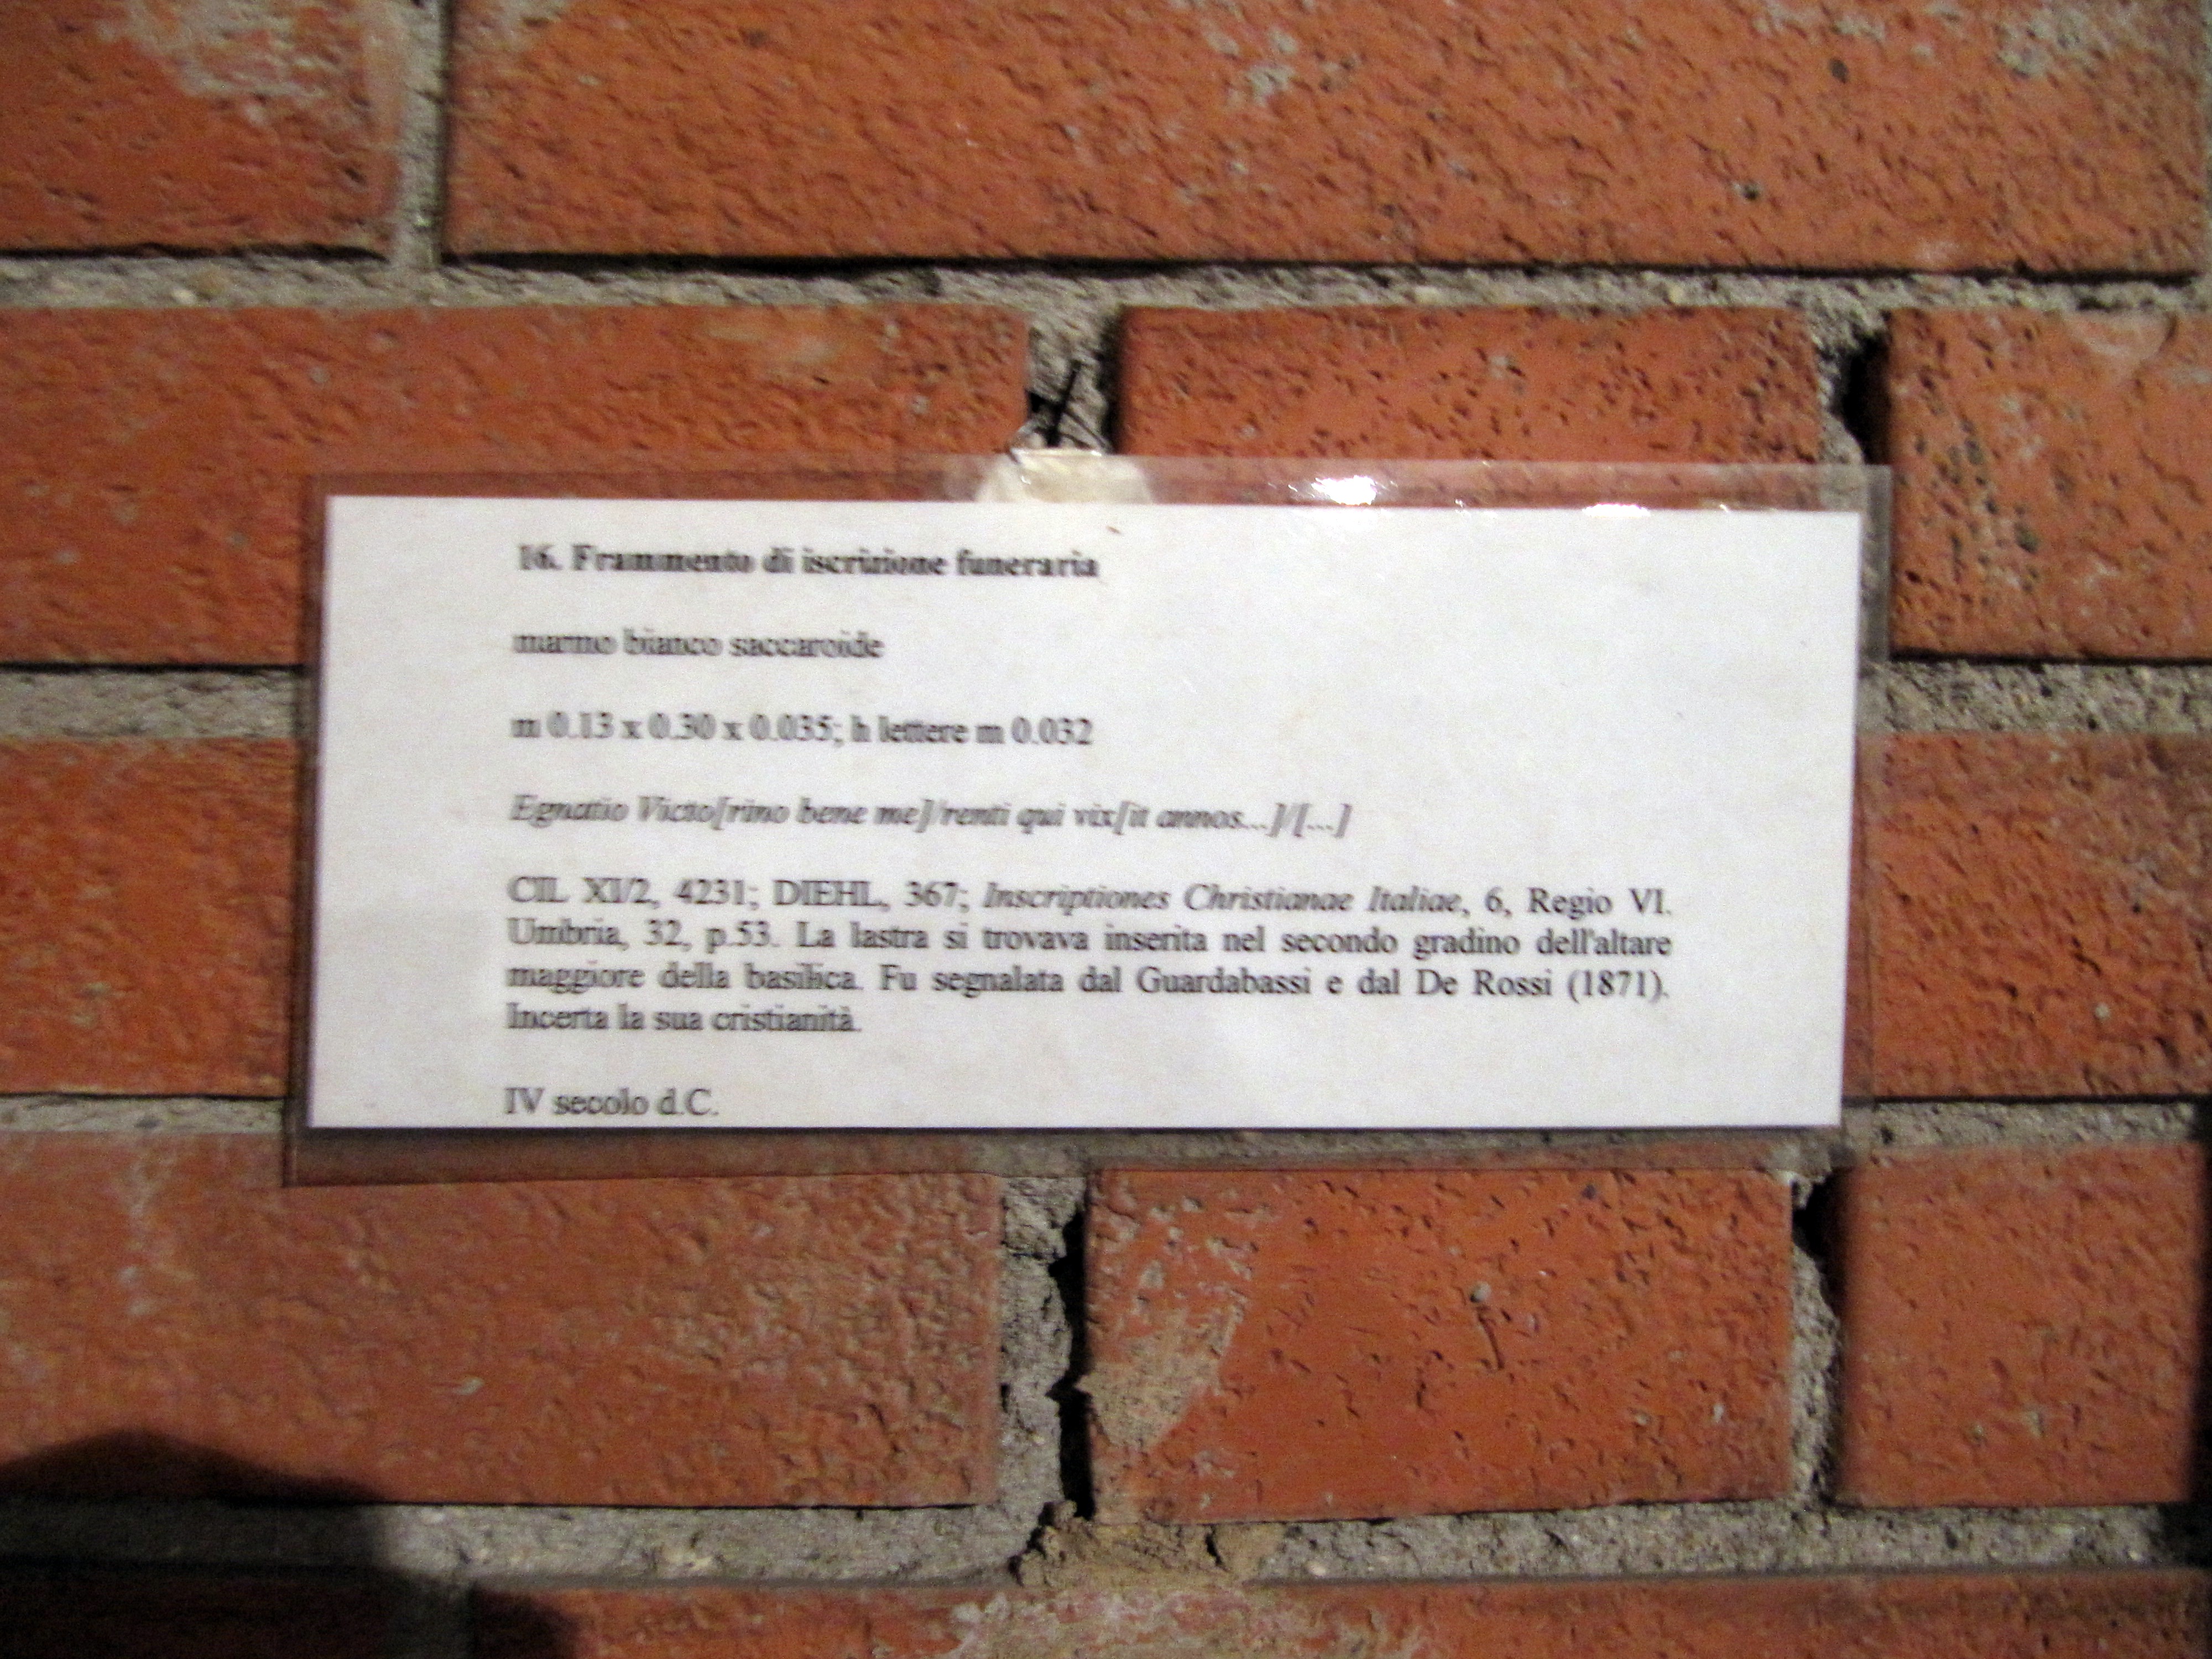 16. Frammento di iscrizione funeraria
marmo bianco saccaroide
m 0.13 x 0.30 x 0.035; h lettere m 0.032
Egnatio Victo[rino bene me]/renti qui vix[it annos...]/[...]
CIL XI/2, 4231; DIEHL, 367; Inscriptiones Christianae Italiae, 6, Regio VI.
Umbria, 32, p.53. La lastra si trovava inserita nel secondo gradino dell'altare
maggiore della basilica. Fu segnalata dal Guardabassi e dal De Rossi (1871).
Incerta la sua cristianità.
IV secolo d.C.